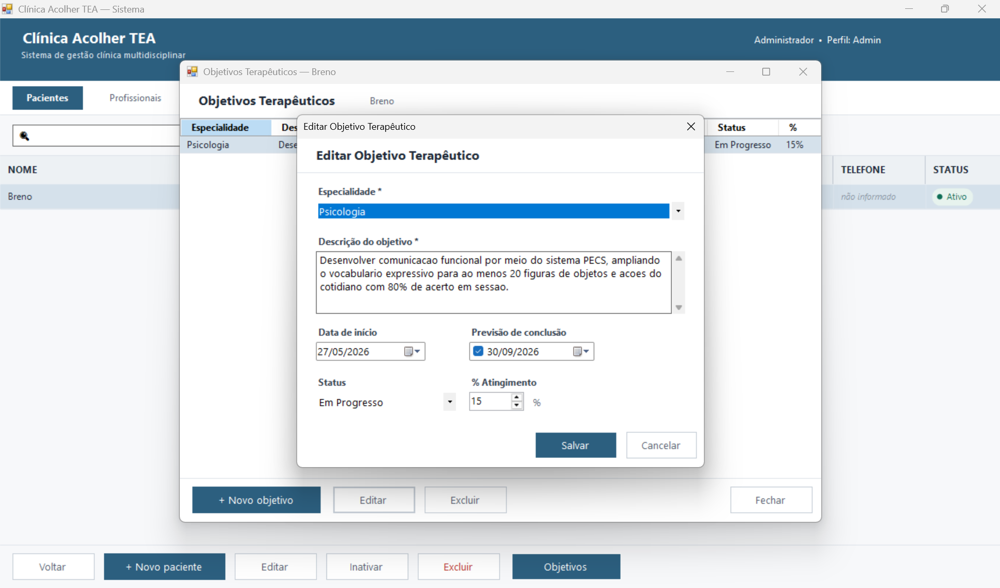 Clínica Acolher TEA — Sistema
Clínica Acolher TEA
Sistema de gestão clínica multidisciplinar
Administrador • Perfil: Admin
Pacientes
Profissionais
NOME
TELEFONE
STATUS
Breno
não informado
Ativo
Objetivos Terapêuticos — Breno
Objetivos Terapêuticos
Breno
Especialidade
Des
Status
%
Psicologia
Dese
Em Progresso
15%
Editar Objetivo Terapêutico
Editar Objetivo Terapêutico
Especialidade *
Psicologia
Descrição do objetivo *
Desenvolver comunicacao funcional por meio do sistema PECS, ampliando
o vocabulario expressivo para ao menos 20 figuras de objetos e acoes do
cotidiano com 80% de acerto em sessao.
Data de início
Previsão de conclusão
27/05/2026
30/09/2026
Status
% Atingimento
Em Progresso
15
%
Salvar
Cancelar
+ Novo objetivo
Editar
Excluir
Fechar
Voltar
+ Novo paciente
Editar
Inativar
Excluir
Objetivos